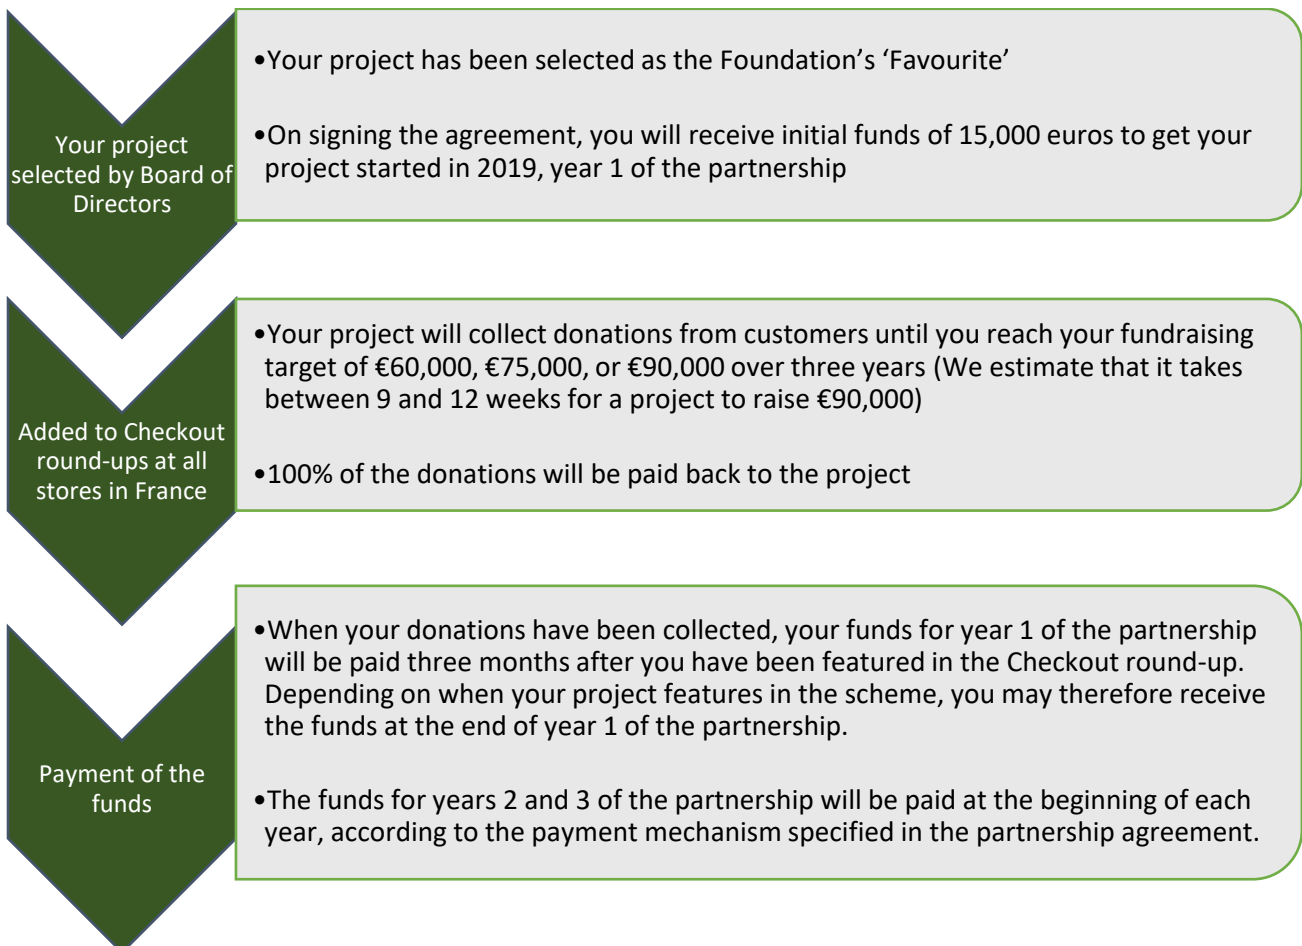 Your project
selected by Board of
Directors
•Your project has been selected as the Foundation’s ‘Favourite’
•On signing the agreement, you will receive initial funds of 15,000 euros to get your
project started in 2019, year 1 of the partnership
Added to Checkout
round-ups at all
stores in France
•Your project will collect donations from customers until you reach your fundraising
target of €60,000, €75,000, or €90,000 over three years (We estimate that it takes
between 9 and 12 weeks for a project to raise €90,000)
•100% of the donations will be paid back to the project
Payment of the
funds
•When your donations have been collected, your funds for year 1 of the partnership
will be paid three months after you have been featured in the Checkout round-up.
Depending on when your project features in the scheme, you may therefore receive
the funds at the end of year 1 of the partnership.
•The funds for years 2 and 3 of the partnership will be paid at the beginning of each
year, according to the payment mechanism specified in the partnership agreement.